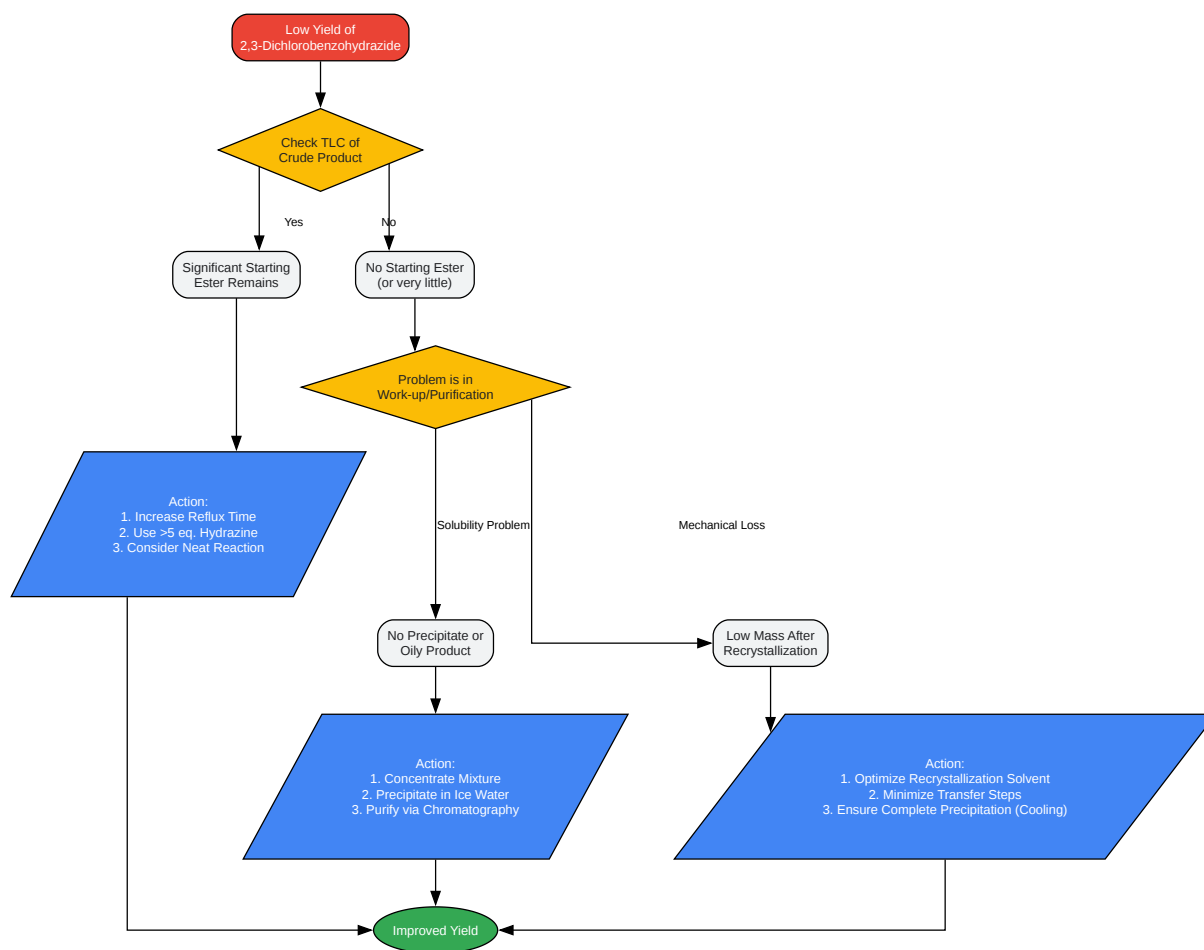 Low Yield of
2,3-Dichlorobenzohydrazide
Check TLC of
Crude Product
Yes
No
Significant Starting
Ester Remains
No Starting Ester
(or very little)
Problem is in
Work-up/Purification
Action:
1. Increase Reflux Time
2. Use >5 eq. Hydrazine
3. Consider Neat Reaction
Solubility Problem
Mechanical Loss
No Precipitate or
Oily Product
Low Mass After
Recrystallization
Action:
1. Concentrate Mixture
2. Precipitate in Ice Water
3. Purify via Chromatography
Action:
1. Optimize Recrystallization Solvent
2. Minimize Transfer Steps
3. Ensure Complete Precipitation (Cooling)
Improved Yield